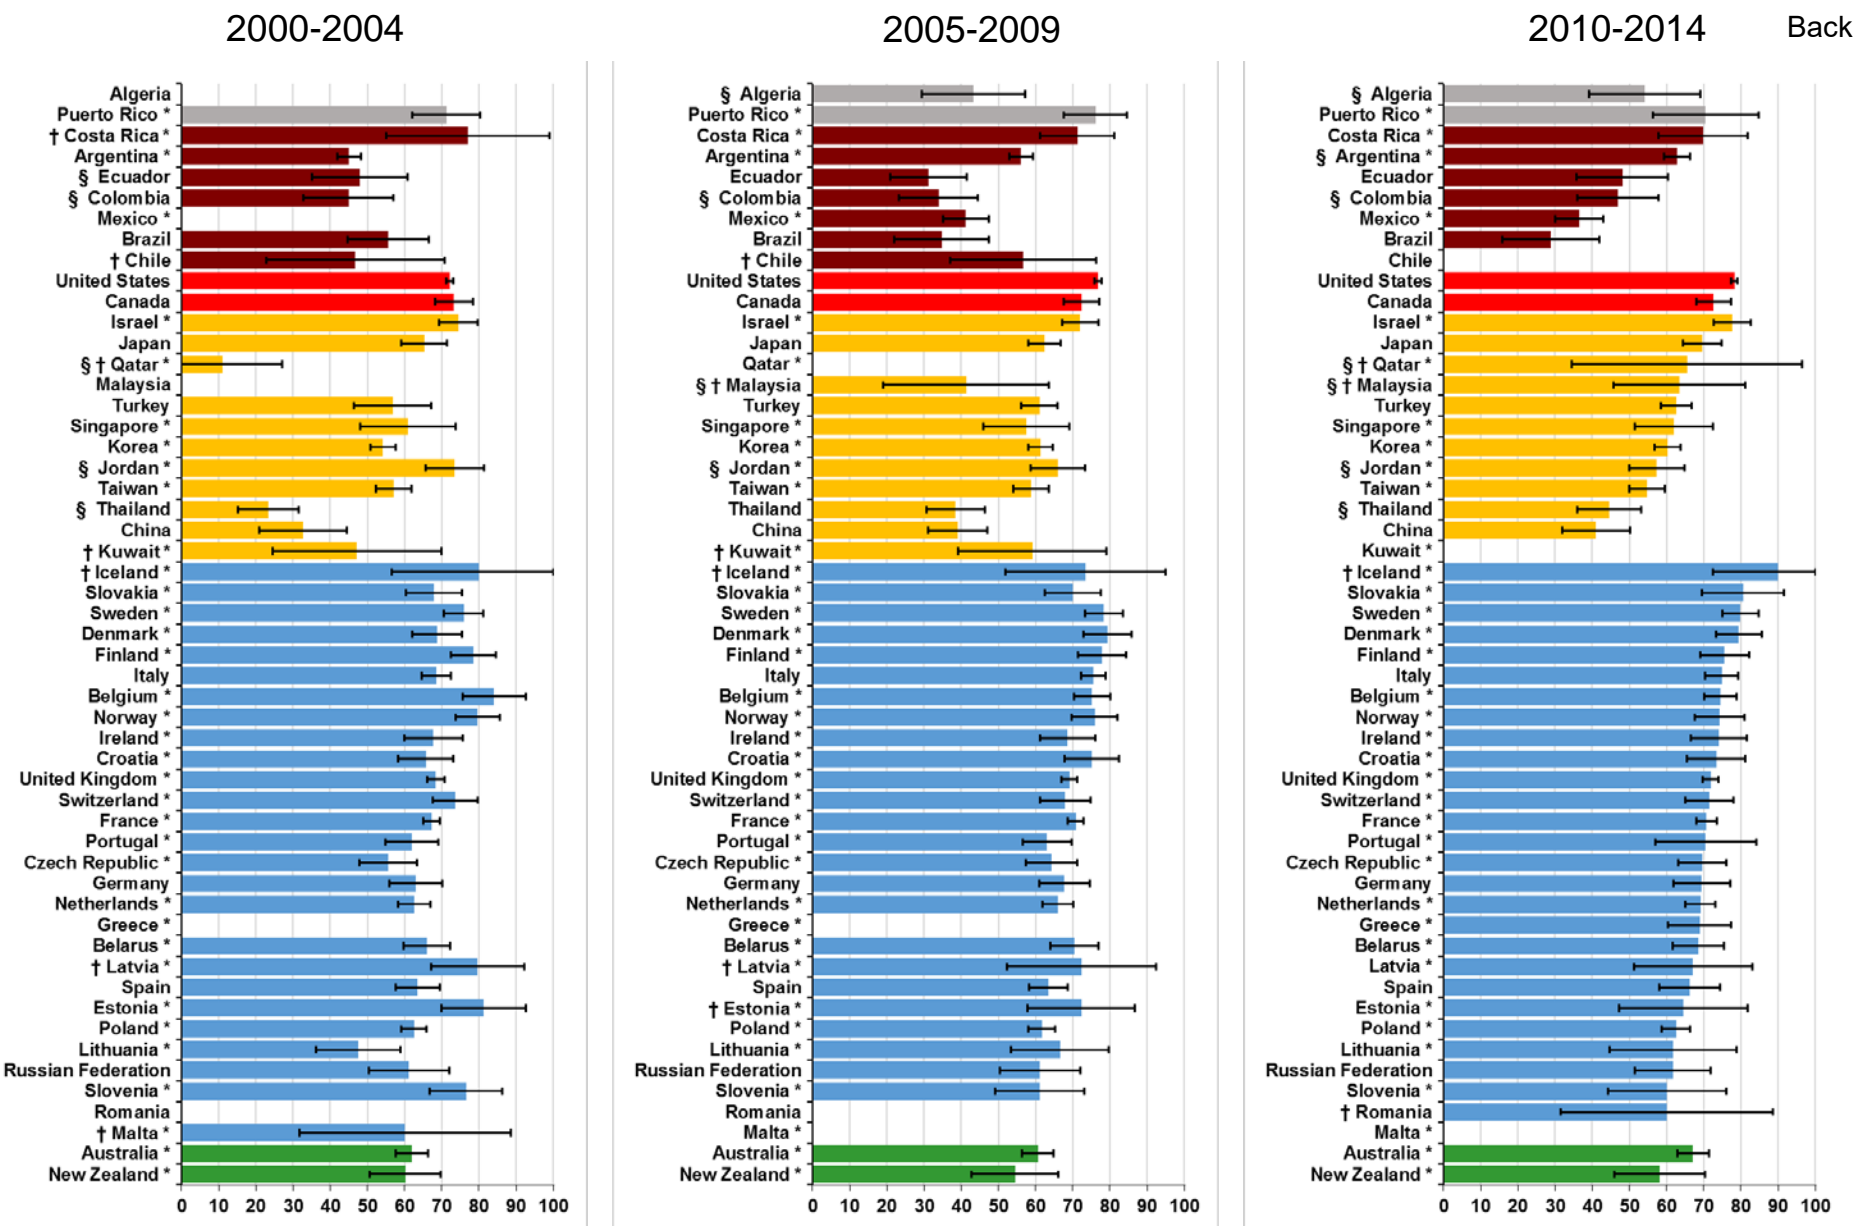 2000-2004
2005-2009
2010-2014
Back
Algeria
Puerto Rico *
† Costa Rica *
Argentina *
§ Ecuador
§ Colombia
Mexico *
Brazil
† Chile
United States
Canada
Israel *
Japan
§ † Qatar *
Malaysia
Turkey
Singapore *
Korea *
§ Jordan *
Taiwan *
§ Thailand
China
† Kuwait *
† Iceland *
Slovakia *
Sweden *
Denmark *
Finland *
Italy
Belgium *
Norway *
Ireland *
Croatia *
United Kingdom *
Switzerland *
France *
Portugal *
Czech Republic *
Germany
Netherlands *
Greece *
Belarus *
† Latvia *
Spain
Estonia *
Poland *
Lithuania *
Russian Federation
Slovenia *
Romania
† Malta *
Australia *
New Zealand *
0 10 20 30 40 50 60 70 80 90 100
§ Algeria
Puerto Rico *
Costa Rica *
Argentina *
Ecuador
§ Colombia
Mexico *
Brazil
† Chile
United States
Canada
Israel *
Japan
Qatar *
§ † Malaysia
Turkey
Singapore *
Korea *
§ Jordan *
Taiwan *
Thailand
China
† Kuwait *
† Iceland *
Slovakia *
Sweden *
Denmark *
Finland *
Italy
Belgium *
Norway *
Ireland *
Croatia *
United Kingdom *
Switzerland *
France *
Portugal *
Czech Republic *
Germany
Netherlands *
Greece *
Belarus *
† Latvia *
Spain
† Estonia *
Poland *
Lithuania *
Russian Federation
Slovenia *
Romania
Malta *
Australia *
New Zealand *
0 10 20 30 40 50 60 70 80 90 100
§ Algeria
Puerto Rico *
Costa Rica *
§ Argentina *
Ecuador
§ Colombia
Mexico *
Brazil
Chile
United States
Canada
Israel *
Japan
§ † Qatar *
§ † Malaysia
Turkey
Singapore *
Korea *
§ Jordan *
Taiwan *
§ Thailand
China
Kuwait *
† Iceland *
Slovakia *
Sweden *
Denmark *
Finland *
Italy
Belgium *
Norway *
Ireland *
Croatia *
United Kingdom *
Switzerland *
France *
Portugal *
Czech Republic *
Germany
Netherlands *
Greece *
Belarus *
Latvia *
Spain
Estonia *
Poland *
Lithuania *
Russian Federation
Slovenia *
† Romania
Malta *
Australia *
New Zealand *
0 10 20 30 40 50 60 70 80 90 100